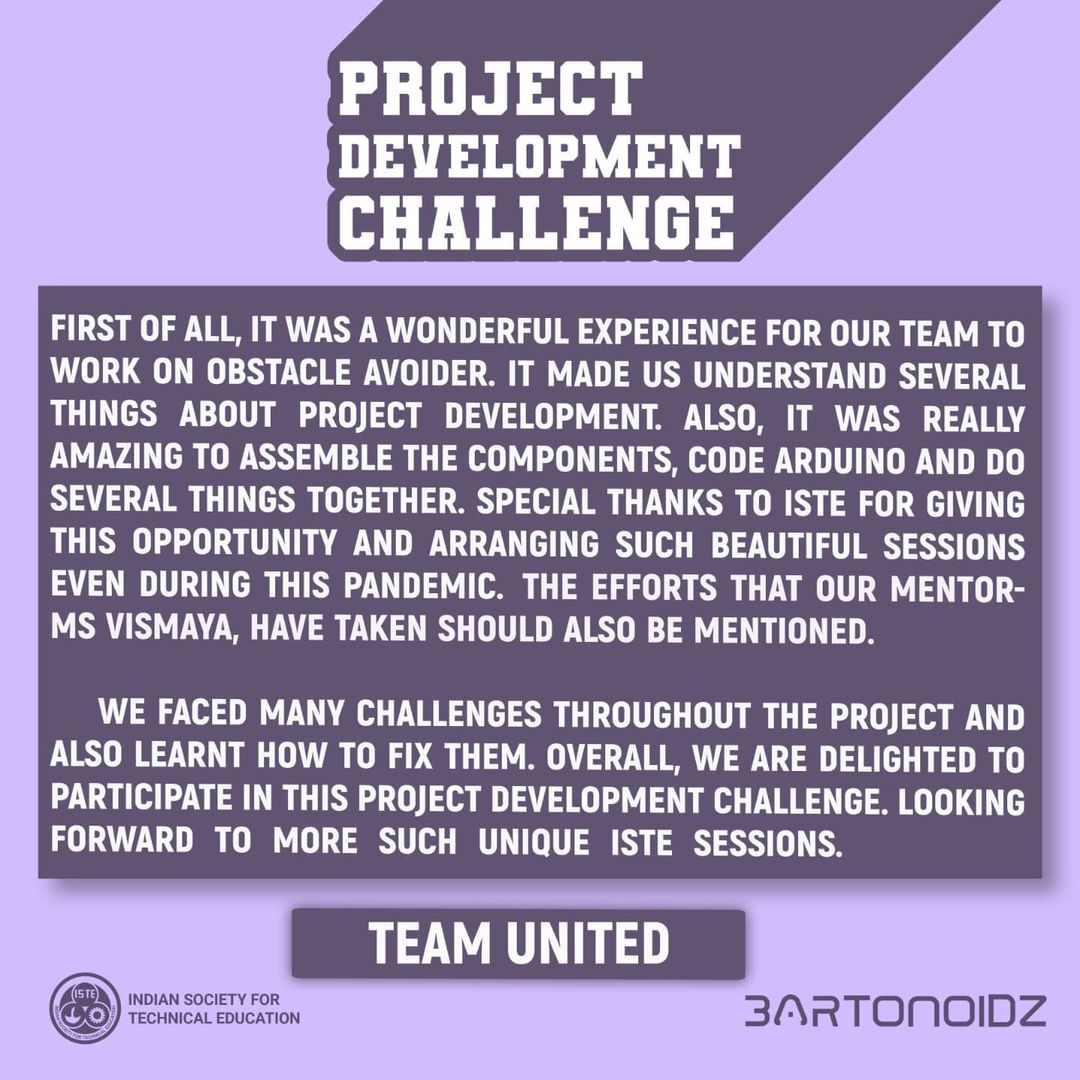 PROJECT
DEVELOPMENT
CHALLENGE
FIRST OF ALL, IT WAS A WONDERFUL EXPERIENCE FOR OUR TEAM TO
WORK ON OBSTACLE AVOIDER. IT MADE US UNDERSTAND SEVERAL
THINGS ABOUT PROJECT DEVELOPMENT. ALSO, IT WAS REALLY
AMAZING TO ASSEMBLE THE COMPONENTS, CODE ARDUINO AND DO
SEVERAL THINGS TOGETHER. SPECIAL THANKS TO ISTE FOR GIVING
THIS OPPORTUNITY AND ARRANGING SUCH BEAUTIFUL SESSIONS
EVEN DURING THIS PANDEMIC. THE EFFORTS THAT OUR MENTOR-
MS VISMAYA, HAVE TAKEN SHOULD ALSO BE MENTIONED.
WE FACED MANY CHALLENGES THROUGHOUT THE PROJECT AND
ALSO LEARNT HOW TO FIX THEM. OVERALL, WE ARE DELIGHTED TO
PARTICIPATE IN THIS PROJECT DEVELOPMENT CHALLENGE. LOOKING
FORWARD TO MORE SUCH UNIQUE ISTE SESSIONS.
TEAM UNITED
ISTE
INDIAN SOCIETY FOR
TECHNICAL EDUCATION
BARTONOIDZ